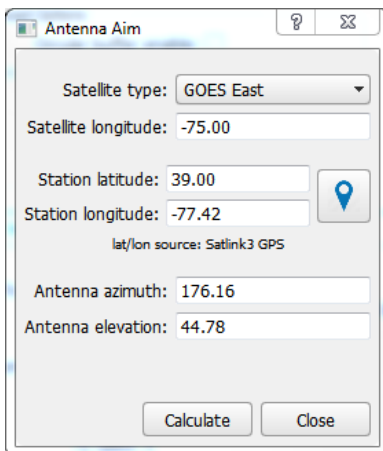 Antenna Aim
Satellite type: GOES East
Satellite longitude: -75.00
Station latitude: 39.00
Station longitude: -77.42
lat/lon source: Satlink3 GPS
Antenna azimuth: 176.16
Antenna elevation: 44.78
Calculate Close